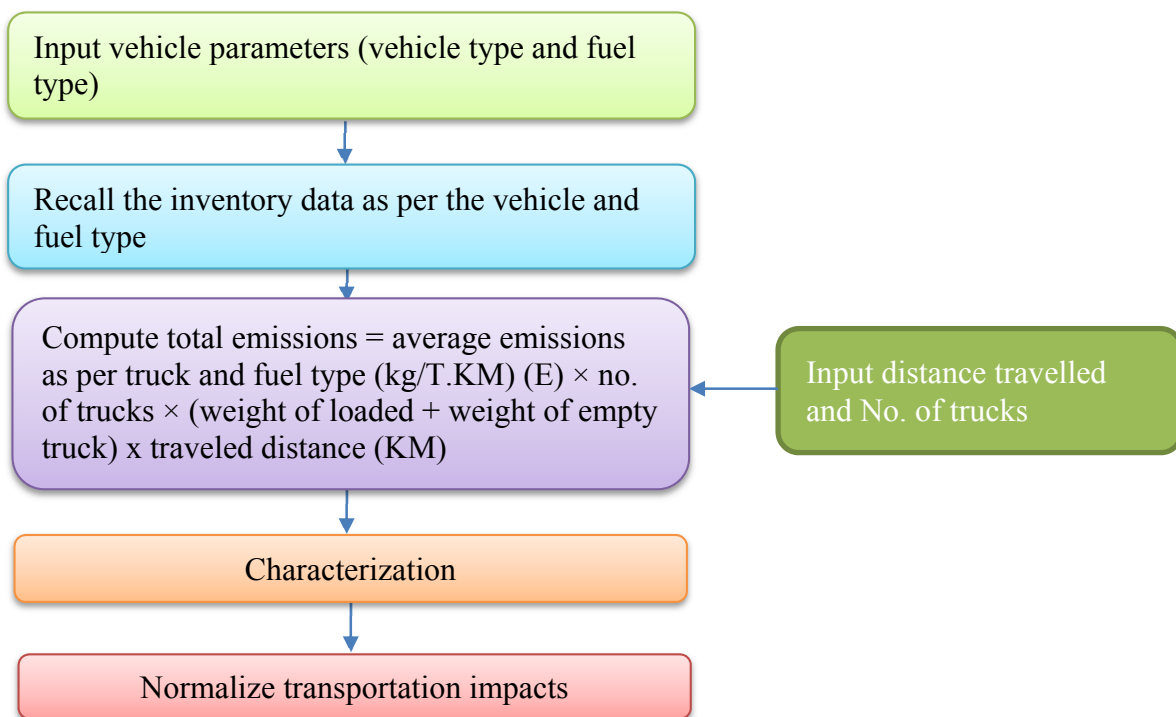 Input vehicle parameters (vehicle type and fuel
type)
Recall the inventory data as per the vehicle and
fuel type
Compute total emissions = average emissions
as per truck and fuel type (kg/T.KM) (E) × no.
of trucks × (weight of loaded + weight of empty
truck) x traveled distance (KM)
Input distance travelled
and No. of trucks
Characterization
Normalize transportation impacts